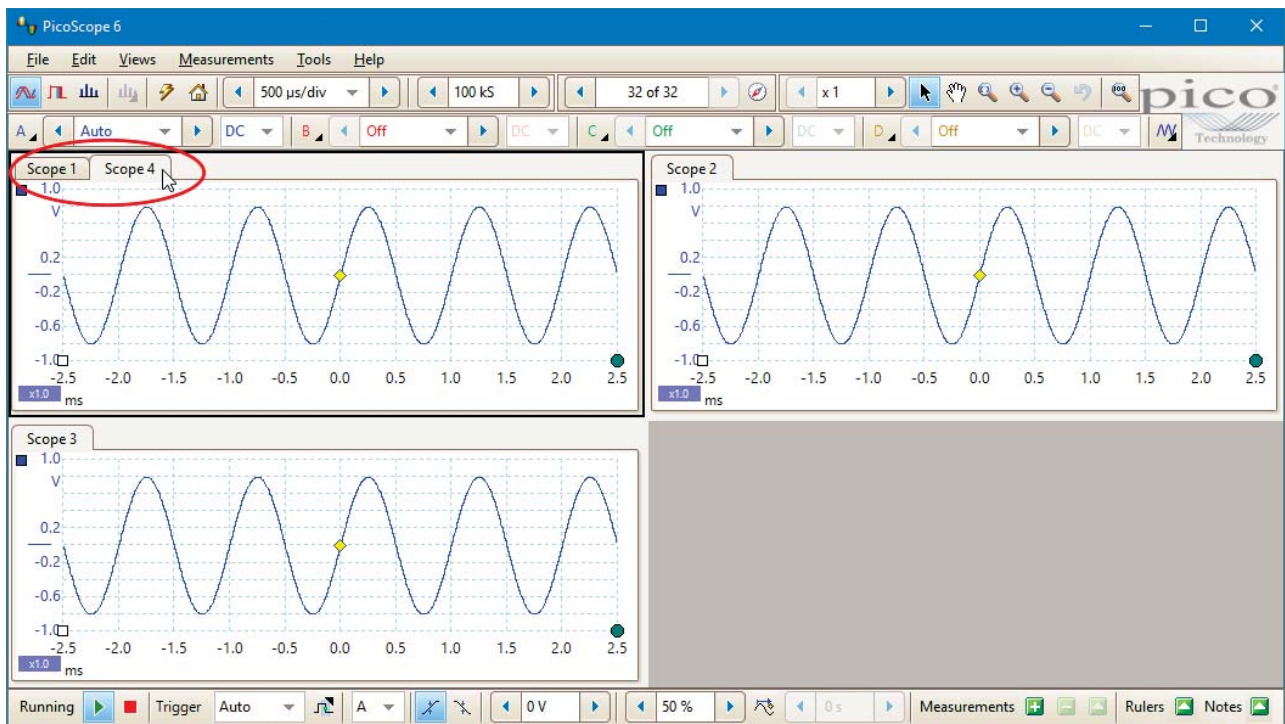 PicoScope 6
File Edit Views Measurements Tools Help
500 µs/div 100 kS 32 of 32 x 1 100 pico
A Auto DC B Off DC C Off DC D Off DC Technology
Scope 1 Scope 4
1.0
V
0.2
-0.2
-0.6
-1.0
-2.5 -2.0 -1.5 -1.0 -0.5 0.0 0.5 1.0 1.5 2.0 2.5
x1.0 ms
Scope 2
1.0
V
0.2
-0.2
-0.6
-1.0
-2.5 -2.0 -1.5 -1.0 -0.5 0.0 0.5 1.0 1.5 2.0 2.5
x1.0 ms
Scope 3
1.0
V
0.2
-0.2
-0.6
-1.0
-2.5 -2.0 -1.5 -1.0 -0.5 0.0 0.5 1.0 1.5 2.0 2.5
x1.0 ms
Running Trigger Auto A 0 V 50 % 0 s Measurements Rulers Notes